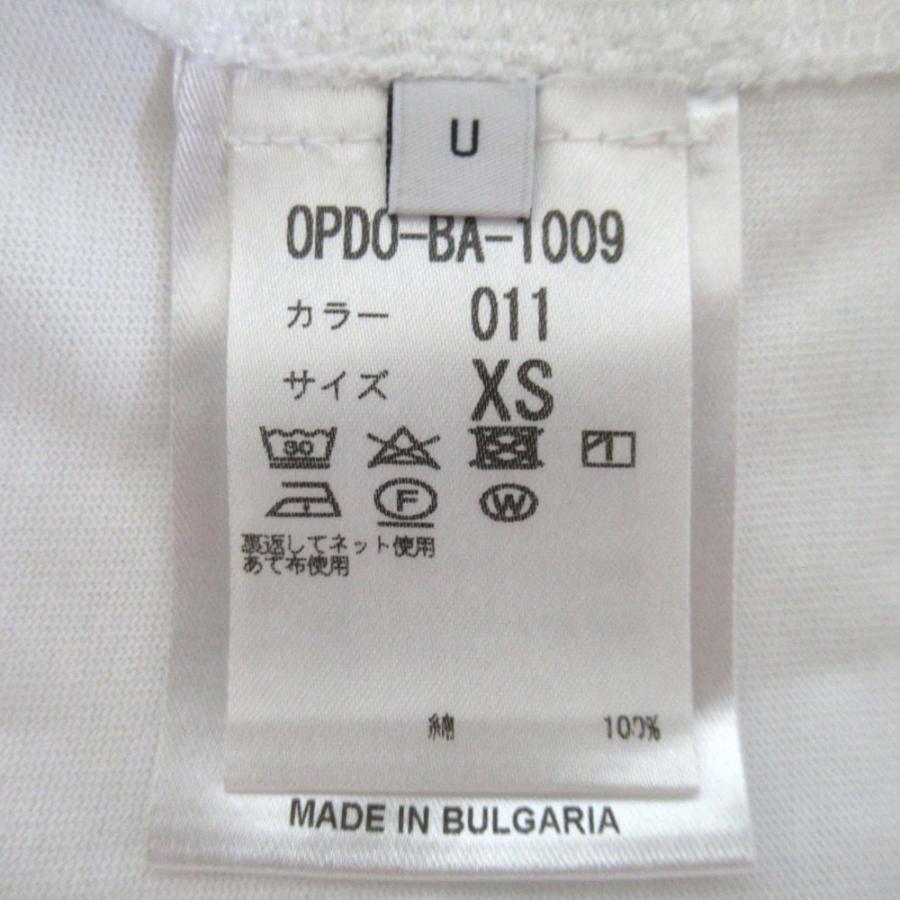 U
OPDO-BA-1009
カラー 011
サイズ XS
30
F W
裏返してネット使用
あて布使用
綿 100%
MADE IN BULGARIA